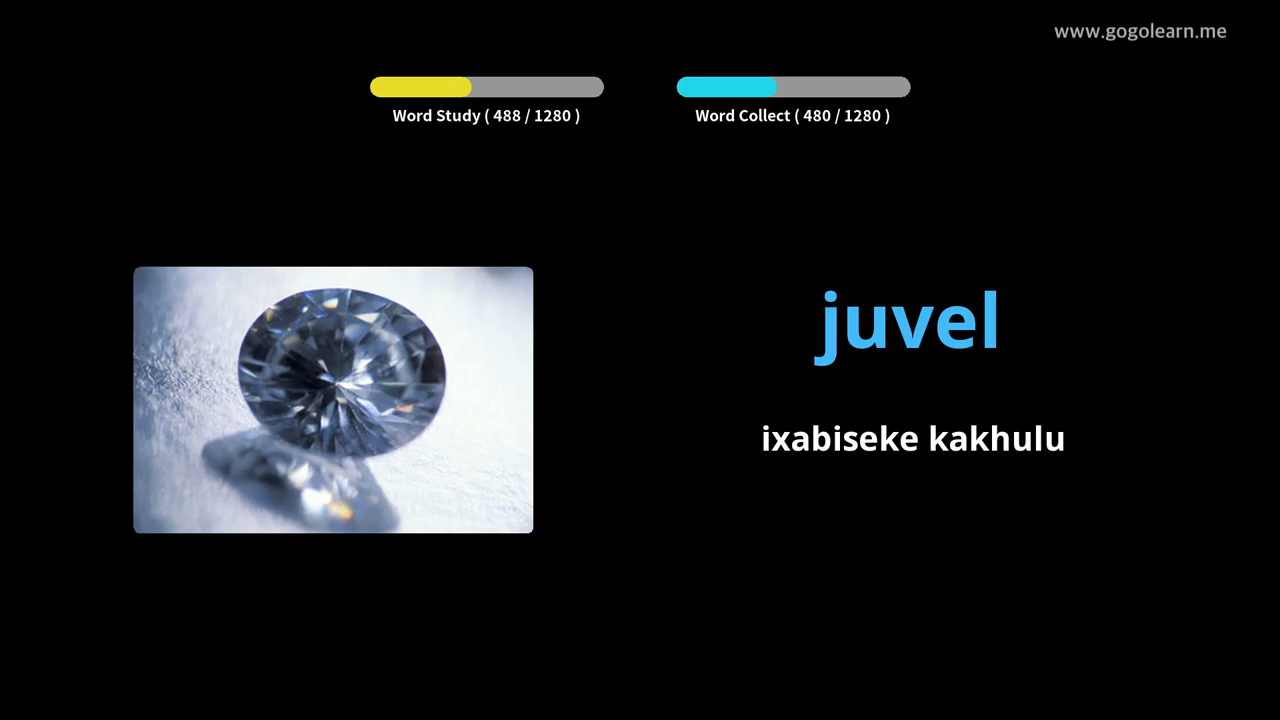 www.gogolearn.me
Word Study ( 488 / 1280 )
Word Collect ( 480 / 1280 )
juvel
ixabiseke kakhulu